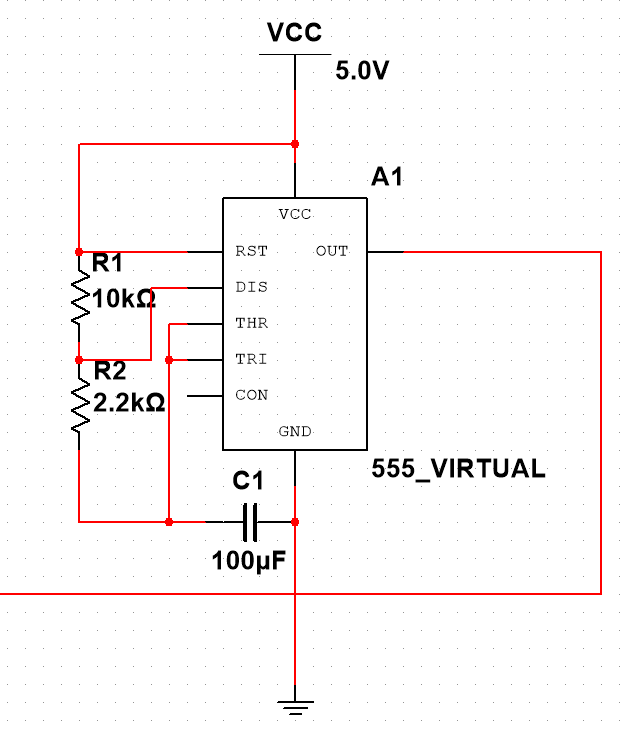 VCC
5.0V
A1
VCC
RST
OUT
R1
DIS
10kΩ
THR
TRI
R2
2.2kΩ
CON
GND
555_VIRTUAL
C1
100µF